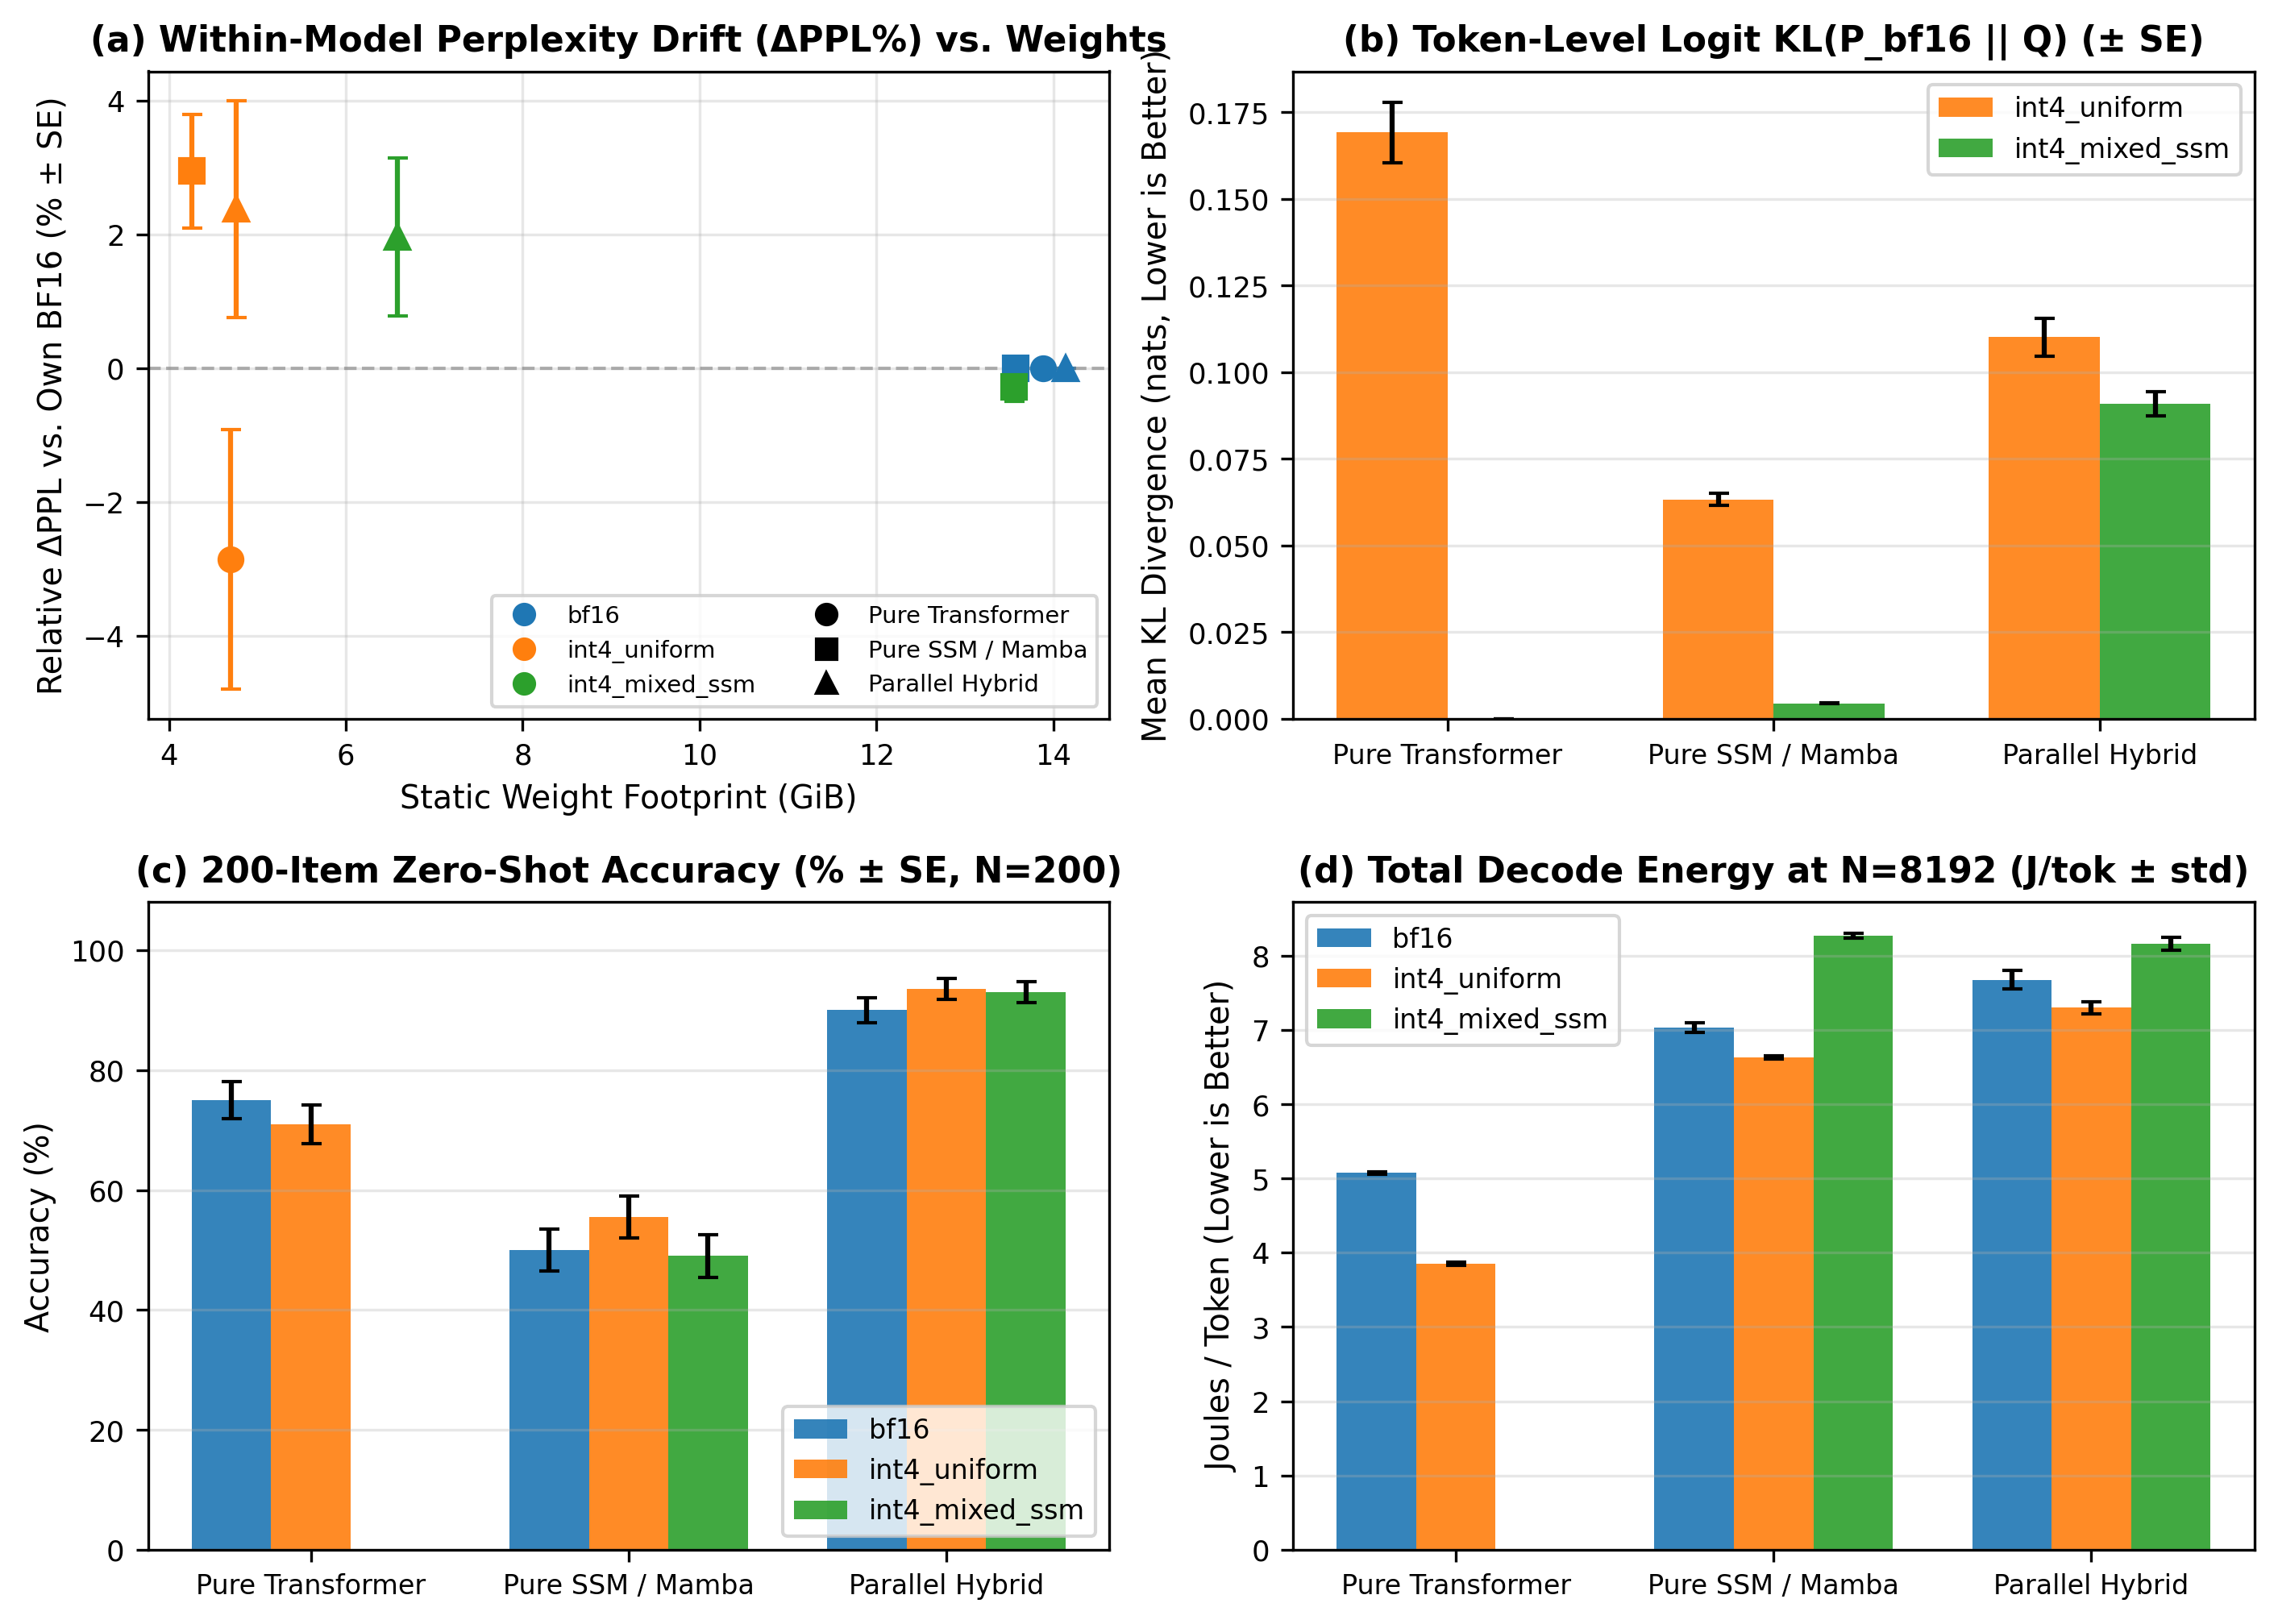 (a) Within-Model Perplexity Drift (ΔPPL%) vs. Weights
Relative ΔPPL vs. Own BF16 (% ± SE)
4
2
0
−2
−4
bf16
int4_uniform
int4_mixed_ssm
Pure Transformer
Pure SSM / Mamba
Parallel Hybrid
4 6 8 10 12 14
Static Weight Footprint (GiB)
(b) Token-Level Logit KL(P_bf16 || Q) (± SE)
Mean KL Divergence (nats, Lower is Better)
0.175
0.150
0.125
0.100
0.075
0.050
0.025
0.000
int4_uniform
int4_mixed_ssm
Pure Transformer Pure SSM / Mamba Parallel Hybrid
(c) 200-Item Zero-Shot Accuracy (% ± SE, N=200)
Accuracy (%)
100
80
60
40
20
0
bf16
int4_uniform
int4_mixed_ssm
Pure Transformer Pure SSM / Mamba Parallel Hybrid
(d) Total Decode Energy at N=8192 (J/tok ± std)
Joules / Token (Lower is Better)
8
7
6
5
4
3
2
1
0
bf16
int4_uniform
int4_mixed_ssm
Pure Transformer Pure SSM / Mamba Parallel Hybrid